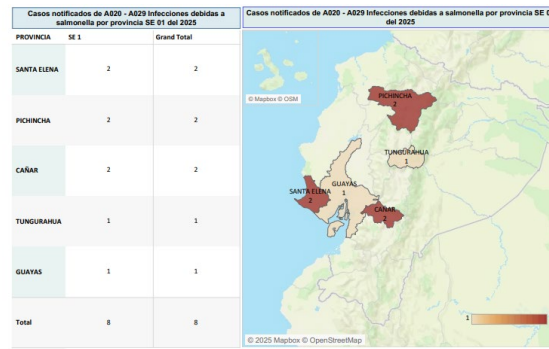 Casos notificados de A020 - A029 Infecciones debidas a
salmonella por provincia SE 01 del 2025
PROVINCIA SE 1 Grand Total
SANTA ELENA 2 2
PICHINCHA 2 2
CAÑAR 2 2
TUNGURAHUA 1 1
GUAYAS 1 1
Total 8 8
Casos notificados de A020 - A029 Infecciones debidas a salmonella por provincia SE 0
del 2025
© Mapbox © OSM
PICHINCHA
2
TUNGURAHUA
1
GUAYAS
1
SANTA ELENA
2
CAÑAR
2
1
© 2025 Mapbox © OpenStreetMap